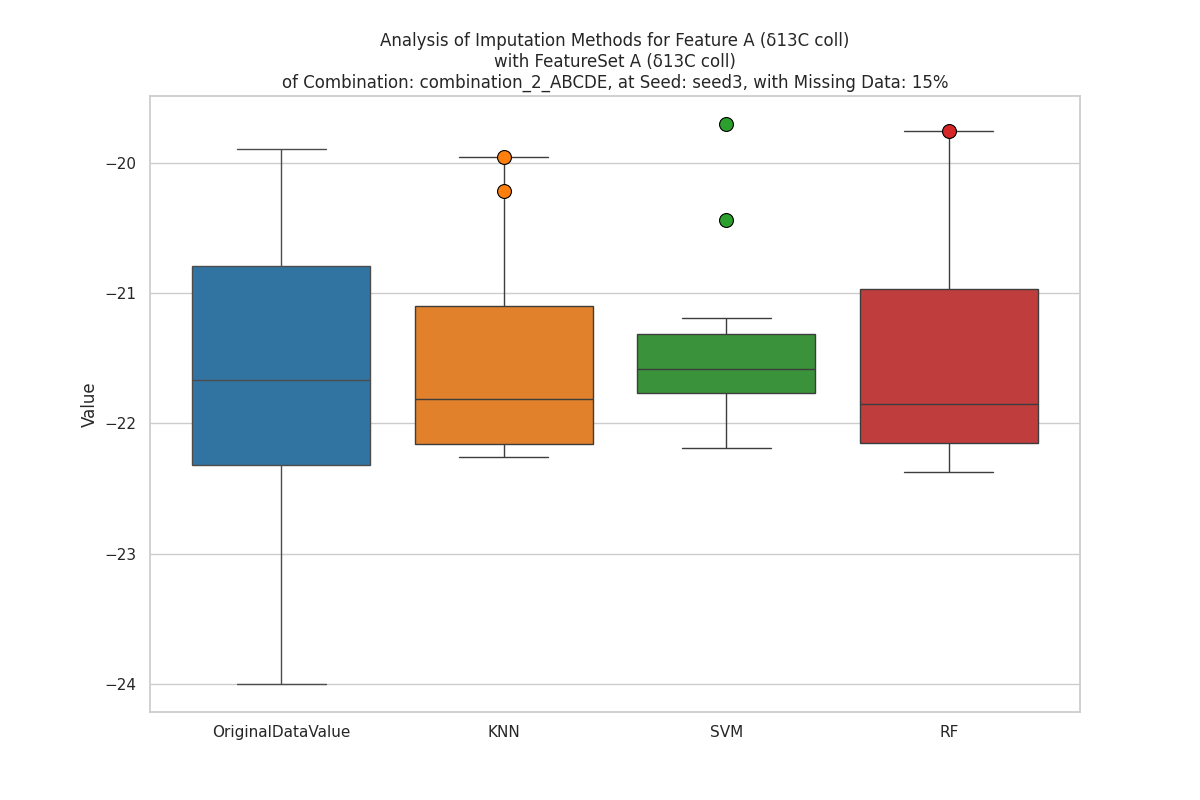 Analysis of Imputation Methods for Feature A (δ13C coll)
with FeatureSet A (δ13C coll)
of Combination: combination_2_ABCDE, at Seed: seed3, with Missing Data: 15%
Value
−20
−21
−22
−23
−24
OriginalDataValue
KNN
SVM
RF